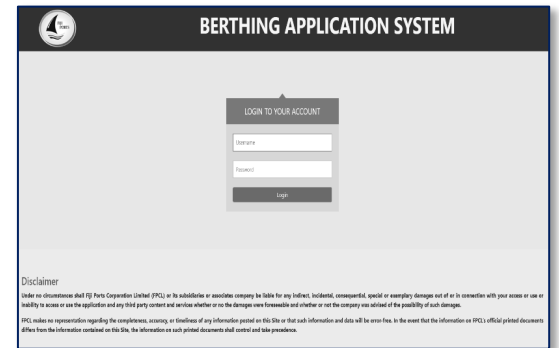 BERTHING APPLICATION SYSTEM
LOGIN TO YOUR ACCOUNT
Username
Password
Login
Disclaimer
Under no circumstances shall Fiji Ports Corporation Limited (FPCL) or its subsidiaries or associates company be liable for any indirect, incidental, consequential, special or exemplary damages out of or in connection with your access or use or
inability to access or use the application and any third party content and services whether or no the damages were foreseeable and whether or not the company was advised of the possibility of such damages.
FPCL makes no representation regarding the completeness, accuracy, or timeliness of any information posted on this Site or that such information and data will be error-free. In the event that the information on FPCL's official printed documents
differs from the information contained on this Site, the information on such printed documents shall control and take precedence.